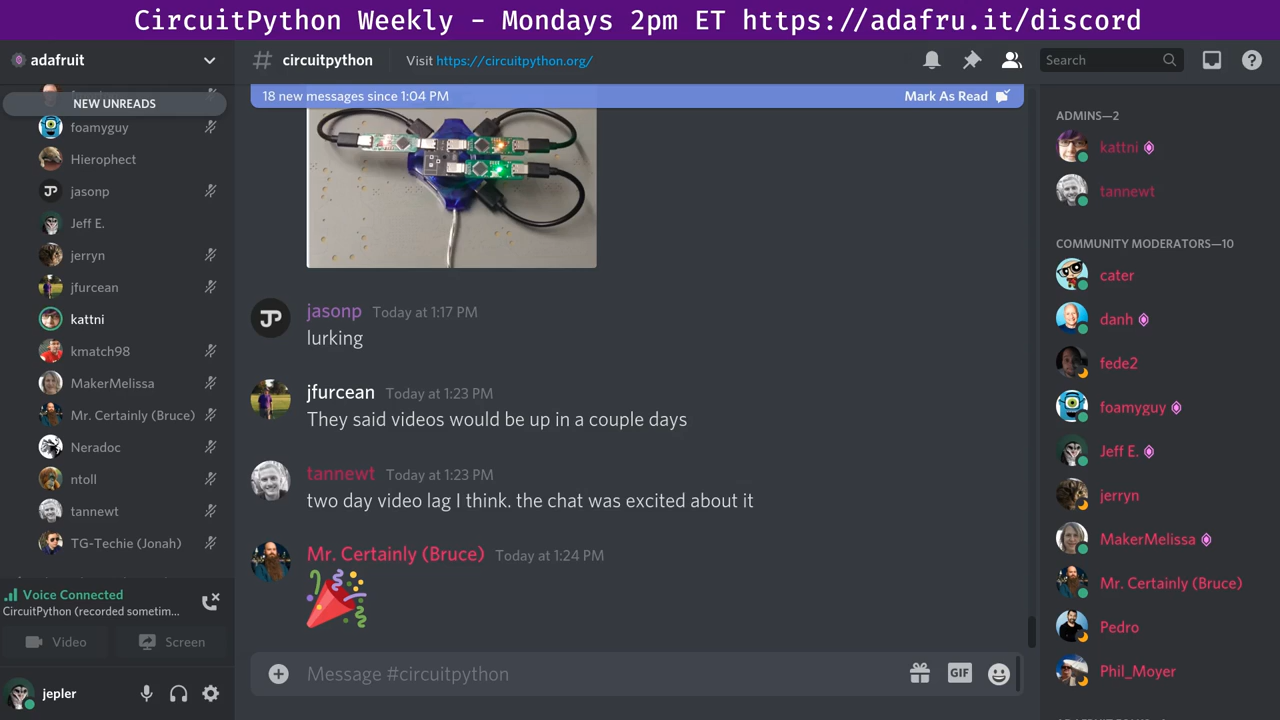 CircuitPython Weekly - Mondays 2pm ET https://adafru.it/discord
adafruit
# circuitpython
Visit https://circuitpython.org/
Search
NEW UNREADS
foamyguy
Hierophect
jasonp
Jeff E.
jerryn
jfurcean
kattni
kmatch98
MakerMelissa
Mr. Certainly (Bruce)
Neradoc
ntoll
tannewt
TG-Techie (Jonah)
Voice Connected
CircuitPython (recorded sometim...
Video
Screen
jepler
18 new messages since 1:04 PM
Mark As Read
jasonp Today at 1:17 PM
lurking
jfurcean Today at 1:23 PM
They said videos would be up in a couple days
tannewt Today at 1:23 PM
two day video lag I think. the chat was excited about it
Mr. Certainly (Bruce) Today at 1:24 PM
Message #circuitpython
GIF
ADMINS—2
kattni
tannewt
COMMUNITY MODERATORS—10
cater
danh
fede2
foamyguy
Jeff E.
jerryn
MakerMelissa
Mr. Certainly (Bruce)
Pedro
Phil_Moyer